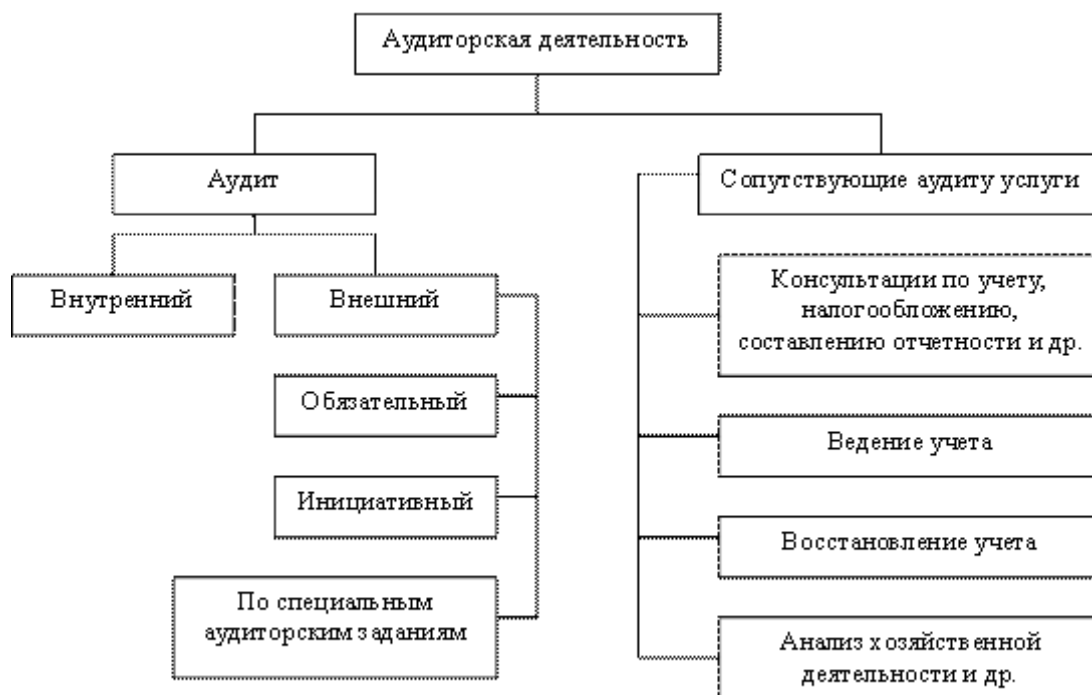 Аудиторская деятельность
Аудит
Сопутствующие аудиту услуги
Внутренний
Внешний
Обязательный
Инициативный
По специальным
аудиторским заданиям
Консультации по учету,
налогообложению,
составлению отчетности и др.
Ведение учета
Восстановление учета
Анализ хозяйственной
деятельности и др.